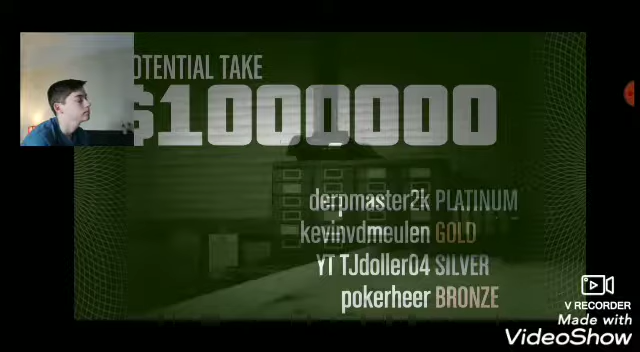 OTENTIAL TAKE
$1000000
derpmaster2k PLATINUM
kevinvdmeulen GOLD
YT TJdoller04 SILVER
pokerheer BRONZE
V RECORDER
Made with
VideoShow